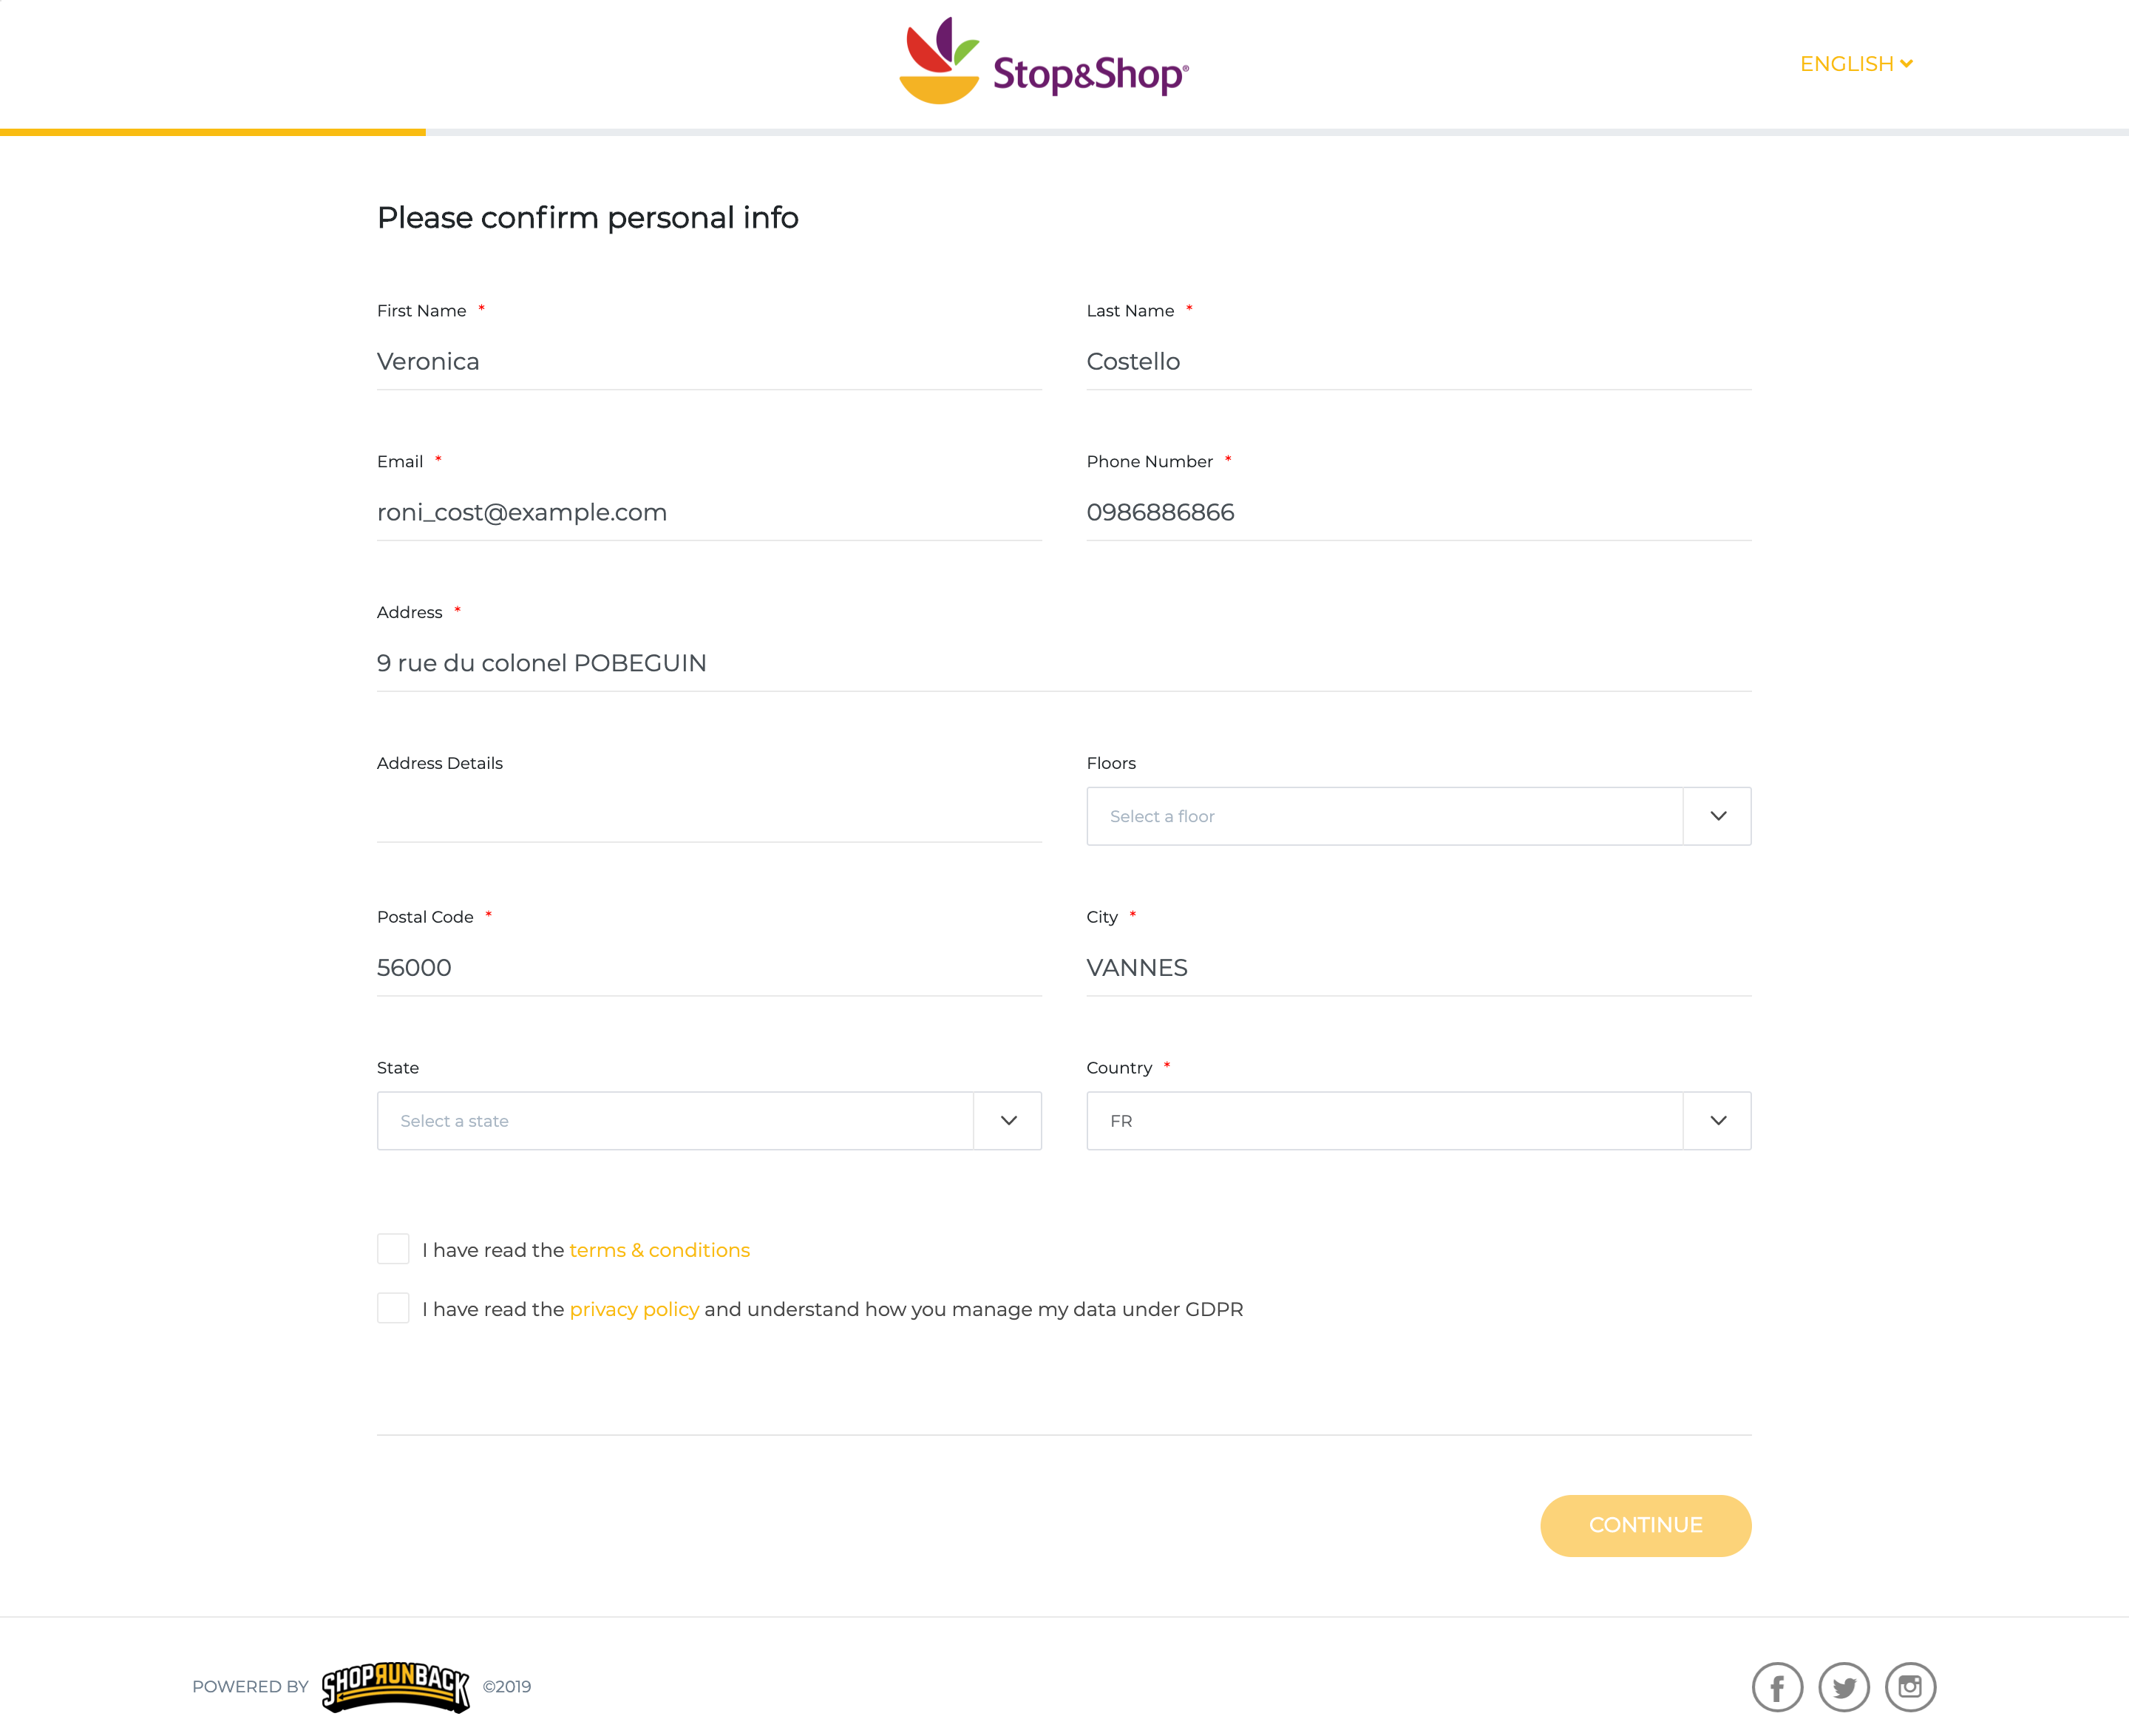 Stop&Shop®
ENGLISH
Please confirm personal info
First Name *
Last Name *
Veronica
Costello
Email *
Phone Number *
roni_cost@example.com
0986886866
Address *
9 rue du colonel POBEGUIN
Address Details
Floors
Select a floor
Postal Code *
City *
56000
VANNES
State
Country *
Select a state
FR
I have read the terms & conditions
I have read the privacy policy and understand how you manage my data under GDPR
CONTINUE
POWERED BY SHOPRUNBACK ©2019